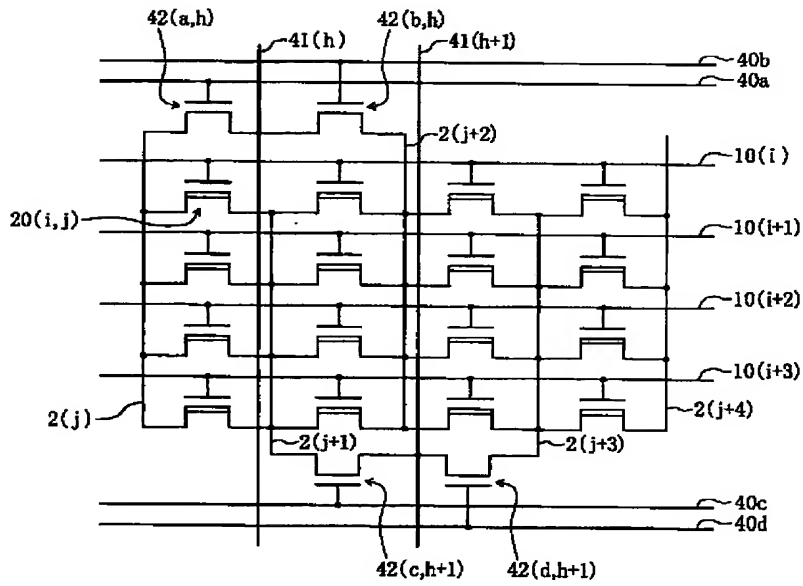 42(a,h)
41(h)
42(b,h)
41(h+1)
40b
40a
2(j+2)
10(i)
20(i,j)
10(i+1)
10(i+2)
10(i+3)
2(j)
2(j+1)
2(j+3)
2(j+4)
40c
40d
42(c,h+1)
42(d,h+1)